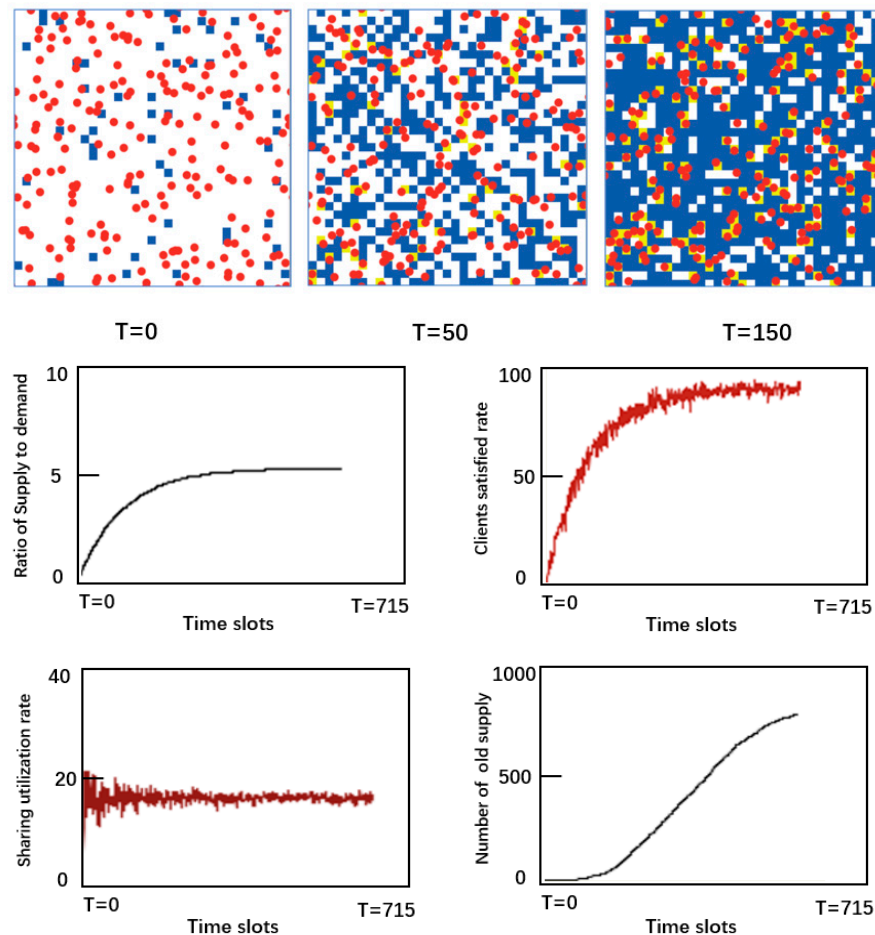 T=0
T=50
T=150
10
5
0
Ratio of Supply to demand
T=0
T=715
Time slots
100
50
0
Clients satisfied rate
T=0
T=715
Time slots
40
20
0
Sharing utilization rate
T=0
T=715
Time slots
1000
500
0
Number of old supply
T=0
T=715
Time slots